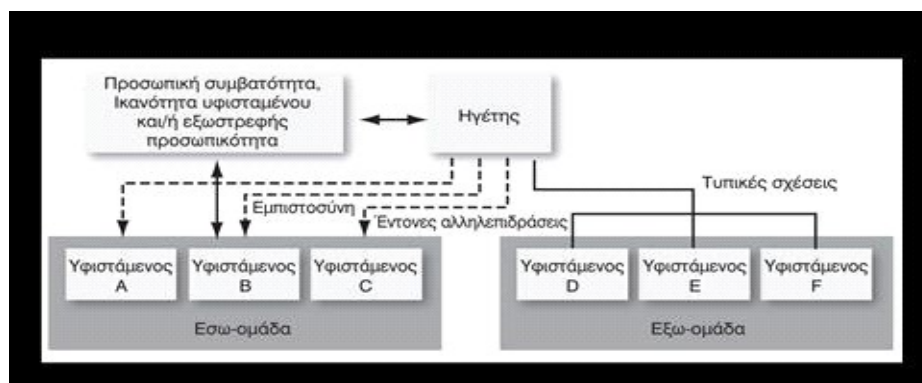 Προσωπική συμβατότητα,
Ικανότητα υφισταμένου
και/ή εξωστρεφής
προσωπικότητα
Ηγέτης
Τυπικές σχέσεις
Εμπιστοσύνη
Έντονες αλληλεπιδράσεις
Υφιστάμενος
A
Υφιστάμενος
B
Υφιστάμενος
C
Υφιστάμενος
D
Υφιστάμενος
E
Υφιστάμενος
F
Εσω-ομάδα
Εξω-ομάδα